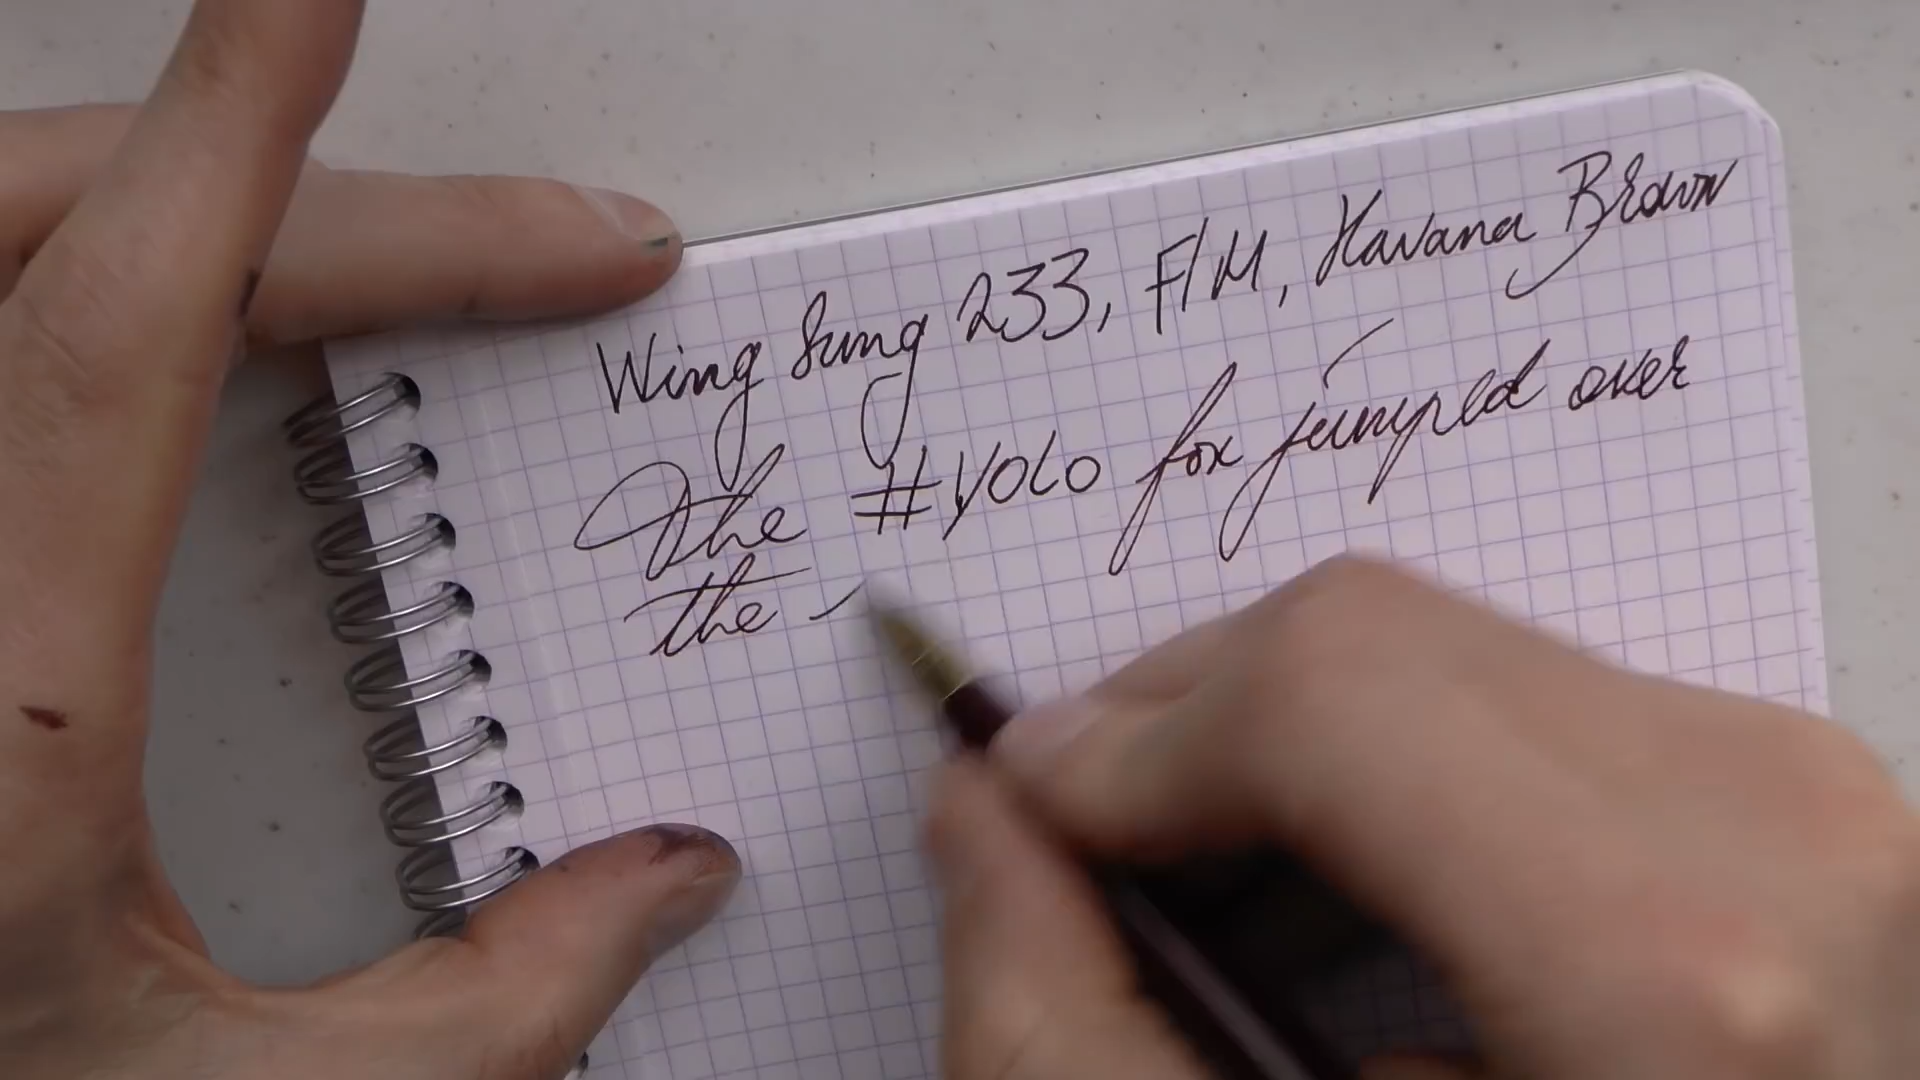 Wing Sung 233, F/M, Havana Brown
The #YOLO fox jumped over
the